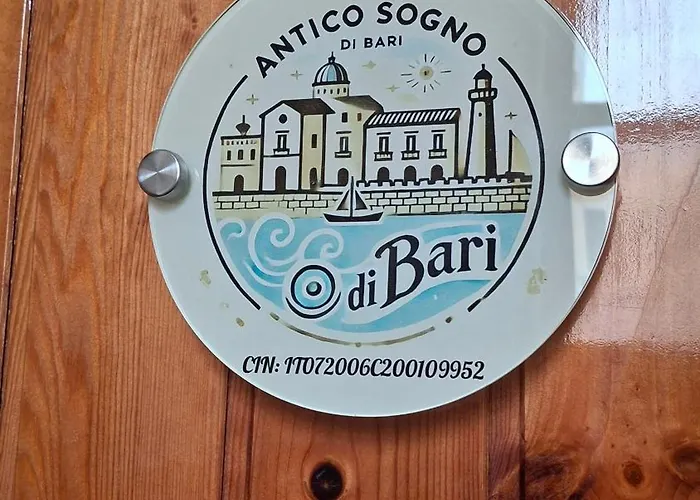 ANTICO SOGNO
DI BARI
di Bari
CIN: IT072006C200109952